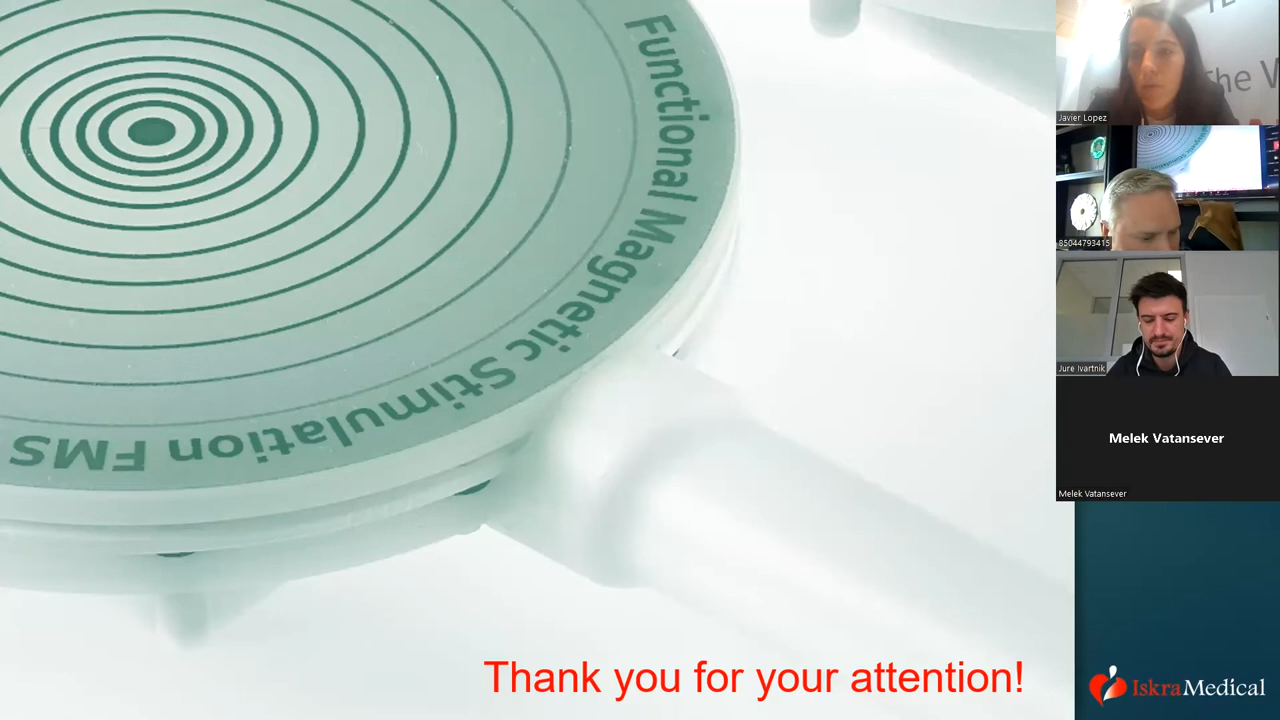 Functional Magnetic Stimulation FMS
Thank you for your attention!
IskraMedical
The
Javier Lopez
85044793415
Jure Ivartnik
Melek Vatansever
Melek Vatansever